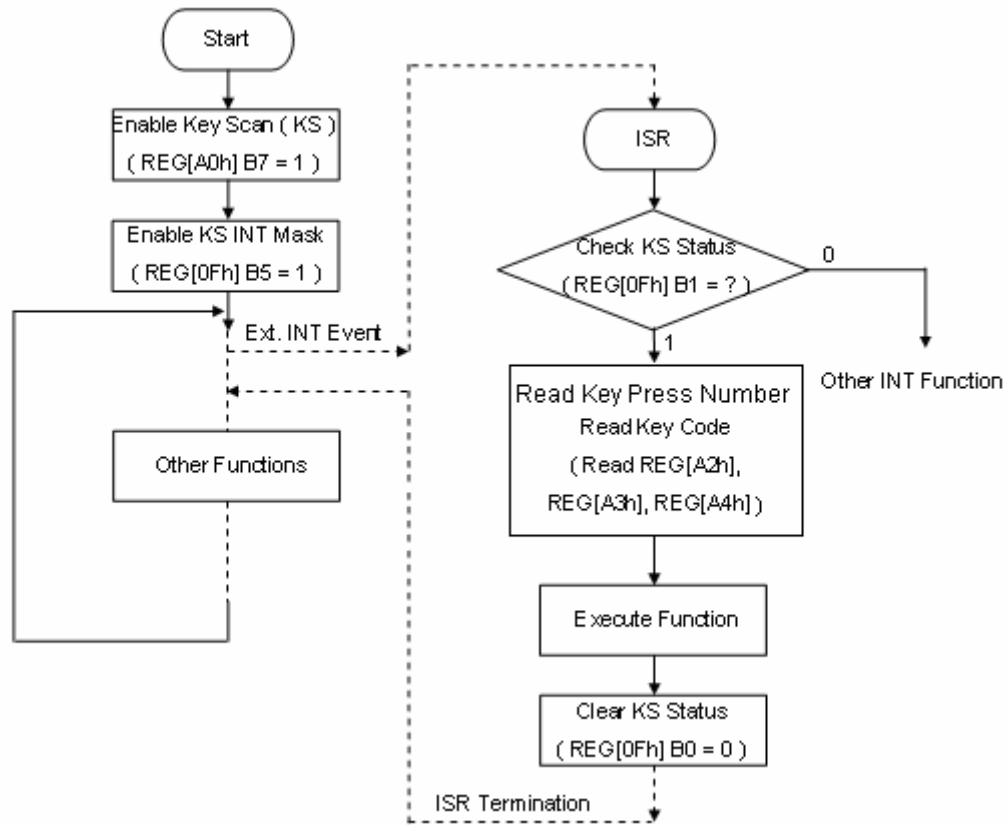 Start
Enable Key Scan ( KS )
( REG[A0h] B7 = 1 )
Enable KS INT Mask
( REG[0Fh] B5 = 1 )
Ext. INT Event
Other Functions
ISR
Check KS Status
( REG[0Fh] B1 = ? )
0
1
Other INT Function
Read Key Press Number
Read Key Code
( Read REG[A2h],
REG[A3h], REG[A4h] )
Execute Function
Clear KS Status
( REG[0Fh] B0 = 0 )
ISR Termination